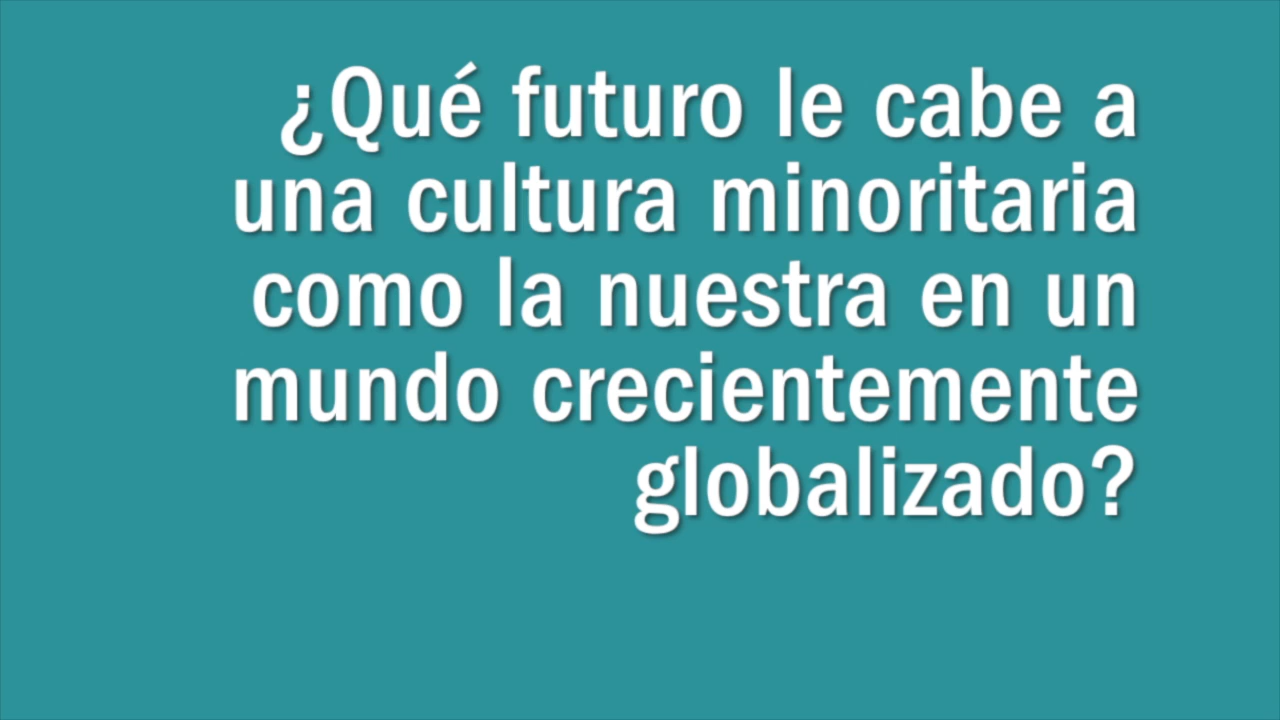 ¿Qué futuro le cabe a
una cultura minoritaria
como la nuestra en un
mundo crecientemente
globalizado?